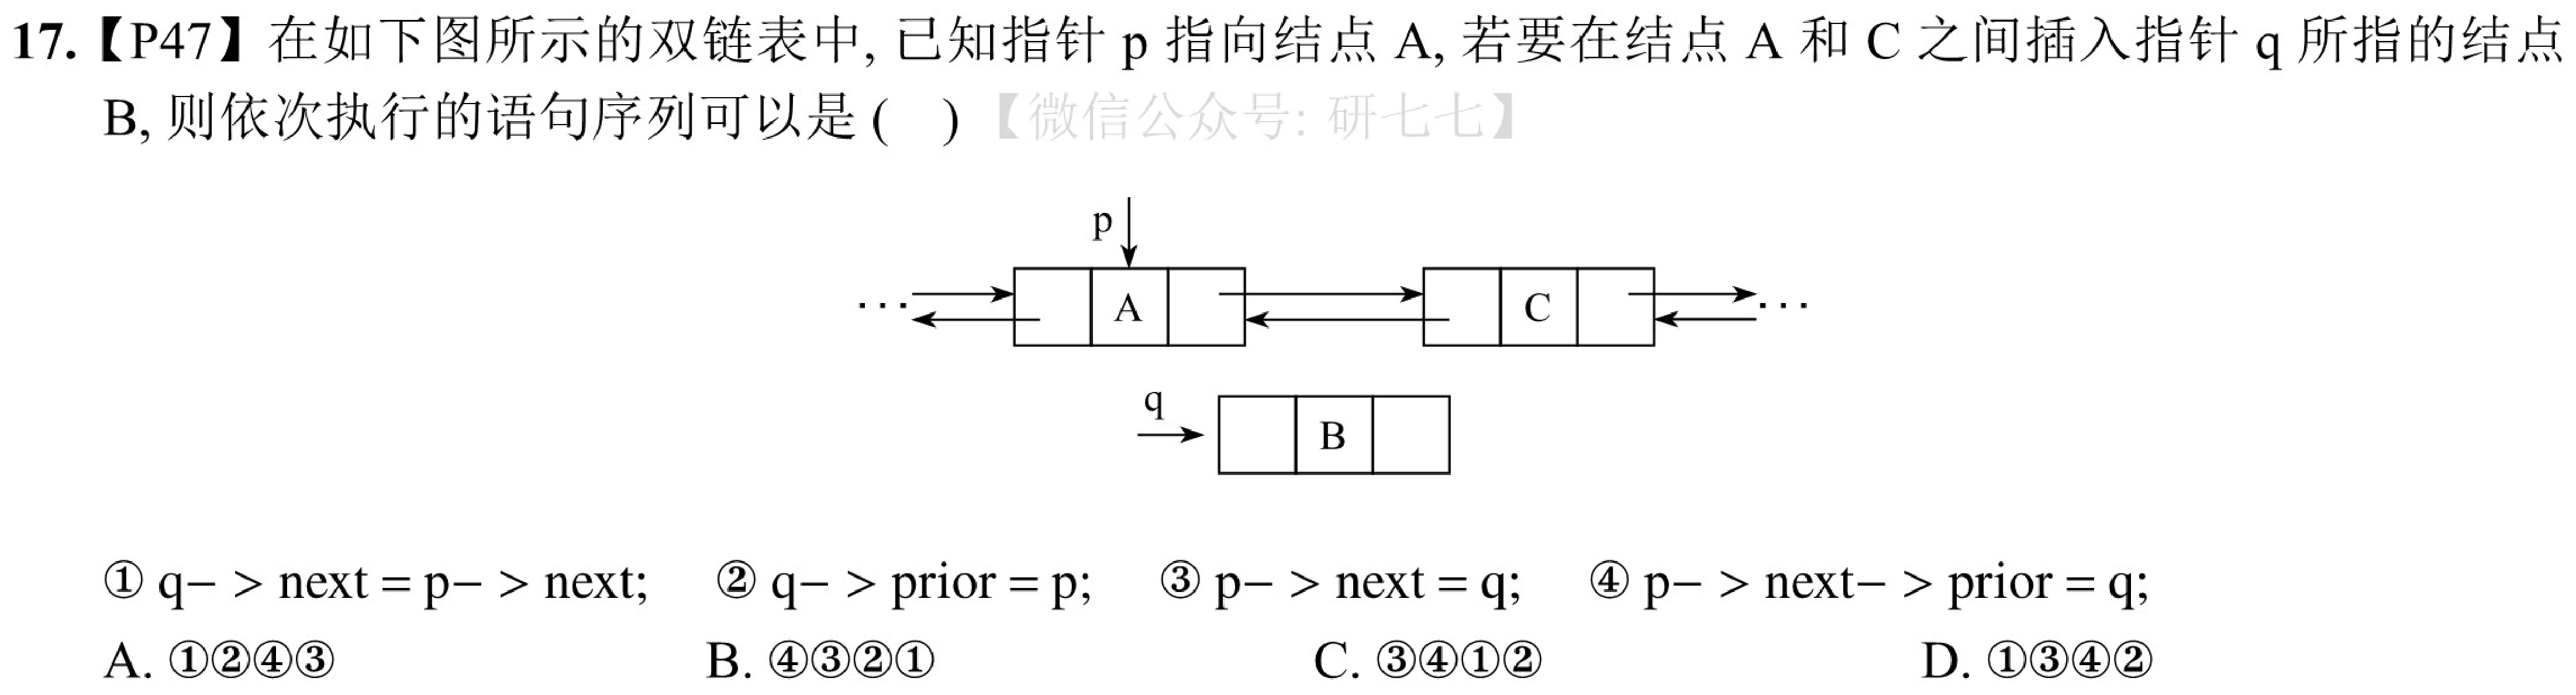 17.【P47】在如下图所示的双链表中, 已知指针 p 指向结点 A, 若要在结点 A 和 C 之间插入指针 q 所指的结点
B, 则依次执行的语句序列可以是 (    ) 【微信公众号: 研七七】
p
··· A C ···
q
B
① q− > next = p− > next; ② q− > prior = p; ③ p− > next = q; ④ p− > next− > prior = q;
A. ①②④③ B. ④③②① C. ③④①② D. ①③④②